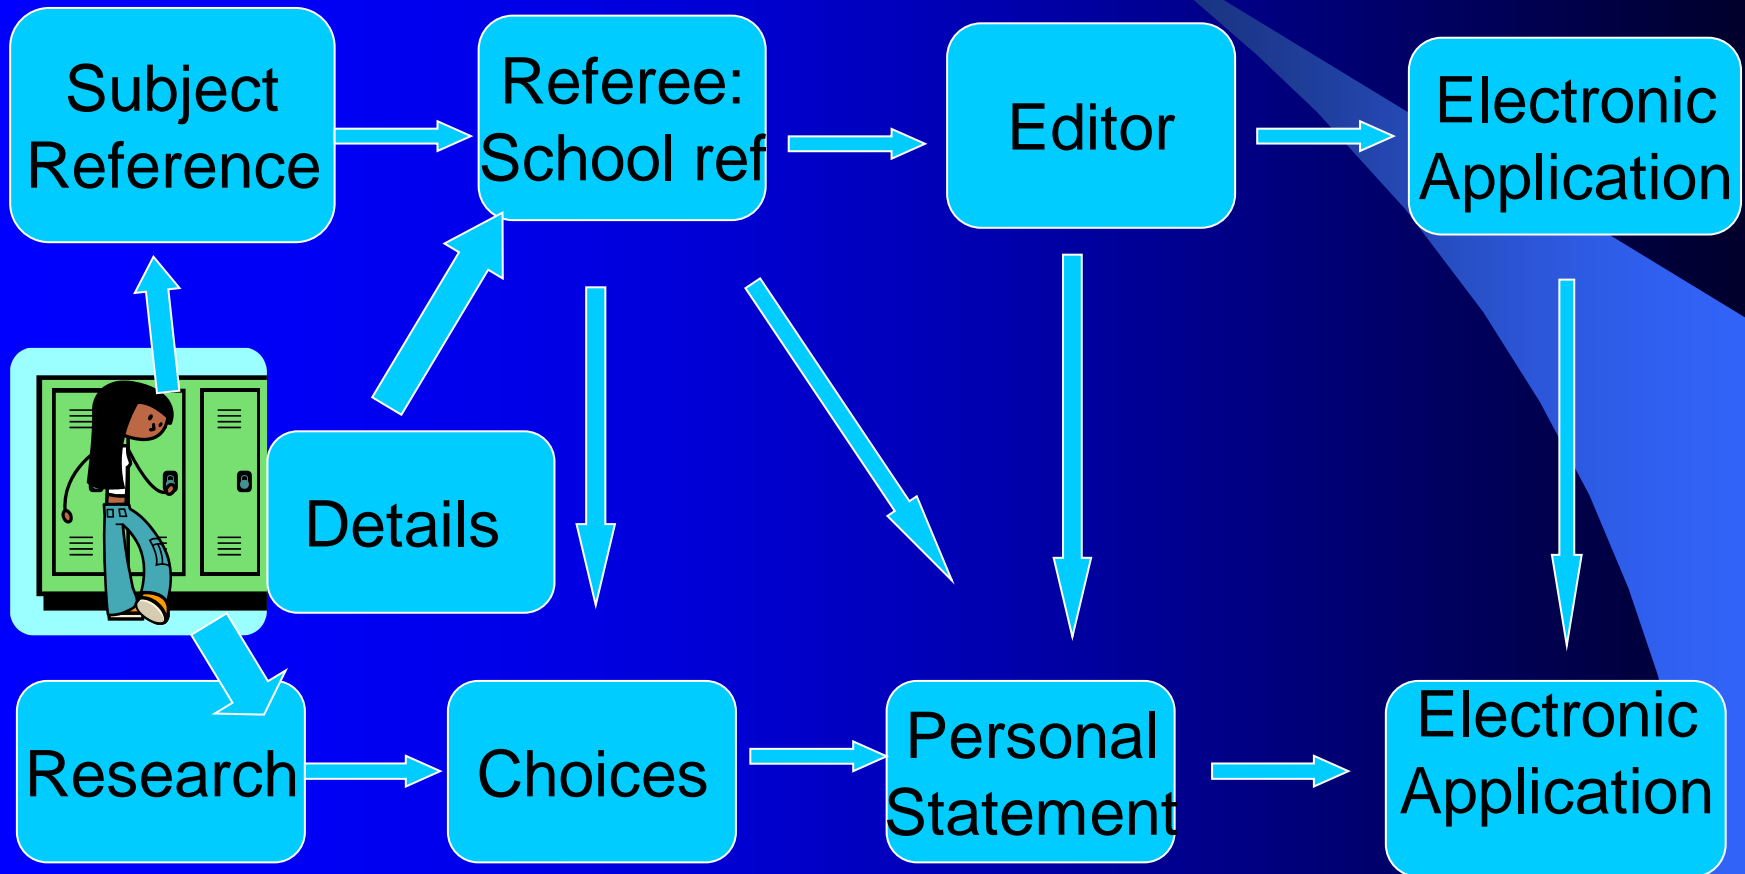 Subject
Reference
Referee:
School ref
Editor
Electronic
Application
Details
Research
Choices
Personal
Statement
Electronic
Application